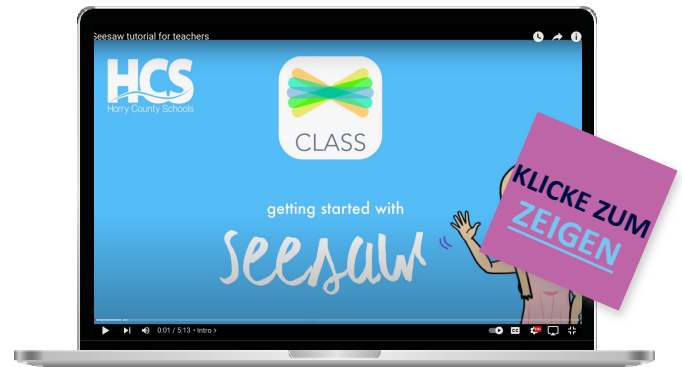 Seesaw tutorial for teachers
HCS
Horry County Schools
CLASS
getting started with
seesaw
KLICKE ZUM
ZEIGEN
0:01 / 5:13 • Intro ›
CC